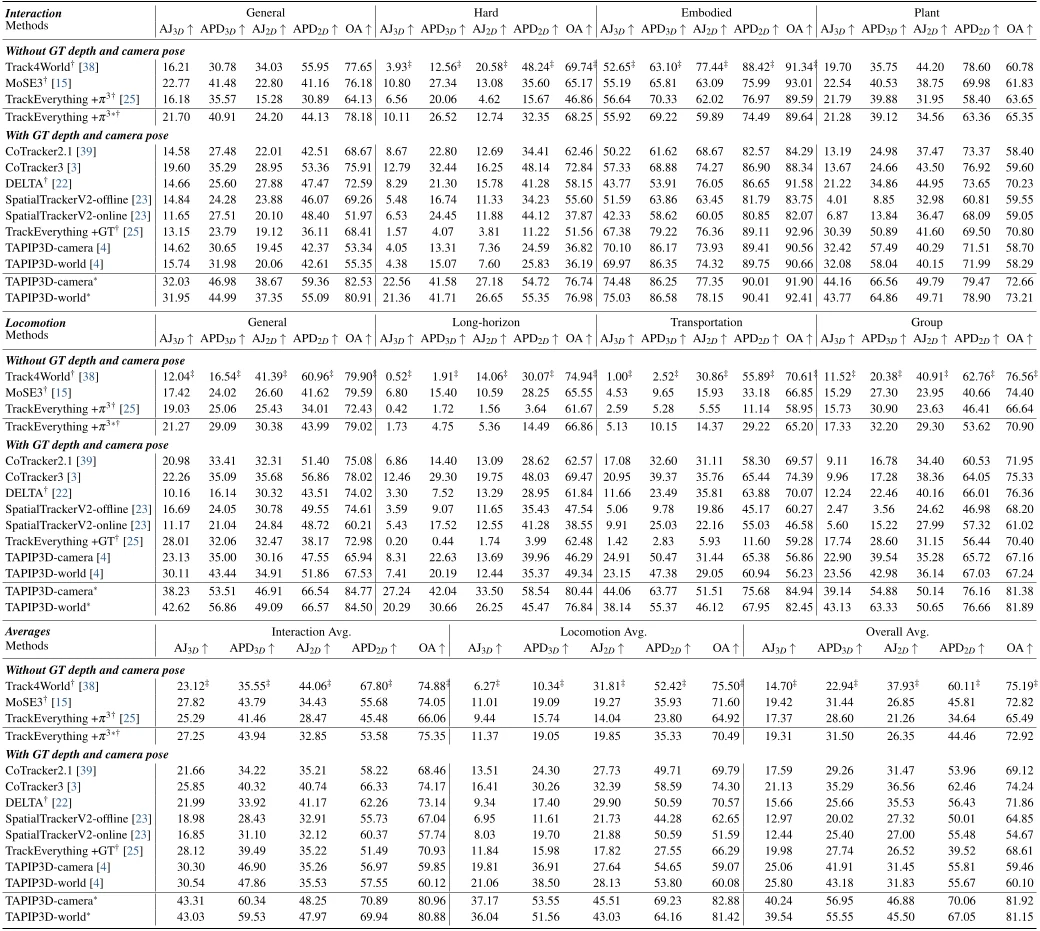 Interaction General Hard Embodied Plant
Methods AJ3D ↑ APD3D ↑ AJ2D ↑ APD2D ↑ OA ↑ AJ3D ↑ APD3D ↑ AJ2D ↑ APD2D ↑ OA ↑ AJ3D ↑ APD3D ↑ AJ2D ↑ APD2D ↑ OA ↑ AJ3D ↑ APD3D ↑ AJ2D ↑ APD2D ↑ OA ↑
Without GT depth and camera pose
Track4World† [38] 16.21 30.78 34.03 55.95 77.65 3.93‡ 12.56‡ 20.58‡ 48.24‡ 69.74‡ 52.65‡ 63.10‡ 77.44‡ 88.42‡ 91.34‡ 19.70 35.75 44.20 78.60 60.78
MoSE3† [15] 22.77 41.48 22.80 41.16 76.18 10.80 27.34 13.08 35.60 65.17 55.19 65.81 63.09 75.99 93.01 22.54 40.53 38.75 69.98 61.83
TrackEverything +π3† [25] 16.18 35.57 15.28 30.89 64.13 6.56 20.06 4.62 15.67 46.86 56.64 70.33 62.02 76.97 89.59 21.79 39.88 31.95 58.40 63.65
TrackEverything +π3*† 21.70 40.91 24.20 44.13 78.18 10.11 26.52 12.74 32.35 68.25 55.92 69.22 59.89 74.49 89.64 21.28 39.12 34.56 63.36 65.35
With GT depth and camera pose
CoTracker2.1 [39] 14.58 27.48 22.01 42.51 68.67 8.67 22.80 12.69 34.41 62.46 50.22 61.62 68.67 82.57 84.29 13.19 24.98 37.47 73.37 58.40
CoTracker3 [3] 19.60 35.29 28.95 53.36 75.91 12.79 32.44 16.25 48.14 72.84 57.33 68.88 74.27 86.90 88.34 13.67 24.66 43.50 76.92 59.60
DELTA† [22] 14.66 25.60 27.88 47.47 72.59 8.29 21.30 15.78 41.28 58.15 43.77 53.91 76.05 86.65 91.58 21.22 34.86 44.95 73.65 70.23
SpatialTrackerV2-offline [23] 14.84 24.28 23.88 46.07 69.26 5.48 16.74 11.33 34.23 55.60 51.59 63.86 63.45 81.79 83.75 4.01 8.85 32.98 60.81 59.55
SpatialTrackerV2-online [23] 11.65 27.51 20.10 48.40 51.97 6.53 24.45 11.88 44.12 37.87 42.33 58.62 60.05 80.85 82.07 6.87 13.84 36.47 68.09 59.05
TrackEverything +GT† [25] 13.15 23.79 19.12 36.11 68.41 1.57 4.07 3.81 11.22 51.56 67.38 79.22 76.36 89.11 92.96 30.39 50.89 41.60 69.50 70.80
TAPIP3D-camera [4] 14.62 30.65 19.45 42.37 53.34 4.05 13.31 7.36 24.59 36.82 70.10 86.17 73.93 89.41 90.56 32.42 57.49 40.29 71.51 58.70
TAPIP3D-world [4] 15.74 31.98 20.06 42.61 55.35 4.38 15.07 7.60 25.83 36.19 69.97 86.35 74.32 89.75 90.66 32.08 58.04 40.15 71.99 58.29
TAPIP3D-camera* 32.03 46.98 38.67 59.36 82.53 22.56 41.58 27.18 54.72 76.74 74.48 86.25 77.35 90.01 91.90 44.16 66.56 49.79 79.47 72.66
TAPIP3D-world* 31.95 44.99 37.35 55.09 80.91 21.36 41.71 26.65 55.35 76.98 75.03 86.58 78.15 90.41 92.41 43.77 64.86 49.71 78.90 73.21
Locomotion General Long-horizon Transportation Group
Methods AJ3D ↑ APD3D ↑ AJ2D ↑ APD2D ↑ OA ↑ AJ3D ↑ APD3D ↑ AJ2D ↑ APD2D ↑ OA ↑ AJ3D ↑ APD3D ↑ AJ2D ↑ APD2D ↑ OA ↑ AJ3D ↑ APD3D ↑ AJ2D ↑ APD2D ↑ OA ↑
Without GT depth and camera pose
Track4World† [38] 12.04‡ 16.54‡ 41.39‡ 60.96‡ 79.90‡ 0.52‡ 1.91‡ 14.06‡ 30.07‡ 74.94‡ 1.00‡ 2.52‡ 30.86‡ 55.89‡ 70.61‡ 11.52‡ 20.38‡ 40.91‡ 62.76‡ 76.56‡
MoSE3† [15] 17.42 24.02 26.60 41.62 79.59 6.80 15.40 10.59 28.25 65.55 4.53 9.65 15.93 33.18 66.85 15.29 27.30 23.95 40.66 74.40
TrackEverything +π3† [25] 19.03 25.06 25.43 34.01 72.43 0.42 1.72 1.56 3.64 61.67 2.59 5.28 5.55 11.14 58.95 15.73 30.90 23.63 46.41 66.64
TrackEverything +π3*† 21.27 29.09 30.38 43.99 79.02 1.73 4.75 5.36 14.49 66.86 5.13 10.15 14.37 29.22 65.20 17.33 32.20 29.30 53.62 70.90
With GT depth and camera pose
CoTracker2.1 [39] 20.98 33.41 32.31 51.40 75.08 6.86 14.40 13.09 28.62 62.57 17.08 32.60 31.11 58.30 69.57 9.11 16.78 34.40 60.53 71.95
CoTracker3 [3] 22.26 35.09 35.68 56.86 78.02 12.46 29.30 19.75 48.03 69.47 20.95 39.37 35.76 65.44 74.39 9.96 17.28 38.36 64.05 75.33
DELTA† [22] 10.16 16.14 30.32 43.51 74.02 3.30 7.52 13.29 28.95 61.84 11.66 23.49 35.81 63.88 70.07 12.24 22.46 40.16 66.01 76.36
SpatialTrackerV2-offline [23] 16.69 24.05 30.78 49.55 74.61 3.59 9.07 11.65 35.43 47.54 5.06 9.78 19.86 45.17 60.27 2.47 3.56 24.62 46.98 68.20
SpatialTrackerV2-online [23] 11.17 21.04 24.84 48.72 60.21 5.43 17.52 12.55 41.28 38.55 9.91 25.03 22.16 55.03 46.58 5.60 15.22 27.99 57.32 61.02
TrackEverything +GT† [25] 28.01 32.06 32.47 38.17 72.98 0.20 0.44 1.74 3.99 62.48 1.42 2.83 5.93 11.60 59.28 17.74 28.60 31.15 56.44 70.40
TAPIP3D-camera [4] 23.13 35.00 30.16 47.55 65.94 8.31 22.63 13.69 39.96 46.29 24.91 50.47 31.44 65.38 56.86 22.90 39.54 35.28 65.72 67.16
TAPIP3D-world [4] 30.11 43.44 34.91 51.86 67.53 7.41 20.19 12.44 35.37 49.34 23.15 47.38 29.05 60.94 56.23 23.56 42.98 36.14 67.03 67.24
TAPIP3D-camera* 38.23 53.51 46.91 66.54 84.77 27.24 42.04 33.50 58.54 80.44 44.06 63.77 51.51 75.68 84.94 39.14 54.88 50.14 76.16 81.38
TAPIP3D-world* 42.62 56.86 49.09 66.57 84.50 20.29 30.66 26.25 45.47 76.84 38.14 55.37 46.12 67.95 82.45 43.13 63.33 50.65 76.66 81.89
Averages Interaction Avg. Locomotion Avg. Overall Avg.
Methods AJ3D ↑ APD3D ↑ AJ2D ↑ APD2D ↑ OA ↑ AJ3D ↑ APD3D ↑ AJ2D ↑ APD2D ↑ OA ↑ AJ3D ↑ APD3D ↑ AJ2D ↑ APD2D ↑ OA ↑
Without GT depth and camera pose
Track4World† [38] 23.12‡ 35.55‡ 44.06‡ 67.80‡ 74.88‡ 6.27‡ 10.34‡ 31.81‡ 52.42‡ 75.50‡ 14.70‡ 22.94‡ 37.93‡ 60.11‡ 75.19‡
MoSE3† [15] 27.82 43.79 34.43 55.68 74.05 11.01 19.09 19.27 35.93 71.60 19.42 31.44 26.85 45.81 72.82
TrackEverything +π3† [25] 25.29 41.46 28.47 45.48 66.06 9.44 15.74 14.04 23.80 64.92 17.37 28.60 21.26 34.64 65.49
TrackEverything +π3*† 27.25 43.94 32.85 53.58 75.35 11.37 19.05 19.85 35.33 70.49 19.31 31.50 26.35 44.46 72.92
With GT depth and camera pose
CoTracker2.1 [39] 21.66 34.22 35.21 58.22 68.46 13.51 24.30 27.73 49.71 69.79 17.59 29.26 31.47 53.96 69.12
CoTracker3 [3] 25.85 40.32 40.74 66.33 74.17 16.41 30.26 32.39 58.59 74.30 21.13 35.29 36.56 62.46 74.24
DELTA† [22] 21.99 33.92 41.17 62.26 73.14 9.34 17.40 29.90 50.59 70.57 15.66 25.66 35.53 56.43 71.86
SpatialTrackerV2-offline [23] 18.98 28.43 32.91 55.73 67.04 6.95 11.61 21.73 44.28 62.65 12.97 20.02 27.32 50.01 64.85
SpatialTrackerV2-online [23] 16.85 31.10 32.12 60.37 57.74 8.03 19.70 21.88 50.59 51.59 12.44 25.40 27.00 55.48 54.67
TrackEverything +GT† [25] 28.12 39.49 35.22 51.49 70.93 11.84 15.98 17.82 27.55 66.29 19.98 27.74 26.52 39.52 68.61
TAPIP3D-camera [4] 30.30 46.90 35.26 56.97 59.85 19.81 36.91 27.64 54.65 59.07 25.06 41.91 31.45 55.81 59.46
TAPIP3D-world [4] 30.54 47.86 35.53 57.55 60.12 21.06 38.50 28.13 53.80 60.08 25.80 43.18 31.83 55.67 60.10
TAPIP3D-camera* 43.31 60.34 48.25 70.89 80.96 37.17 53.55 45.51 69.23 82.88 40.24 56.95 46.88 70.06 81.92
TAPIP3D-world* 43.03 59.53 47.97 69.94 80.88 36.04 51.56 43.03 64.16 81.42 39.54 55.55 45.50 67.05 81.15